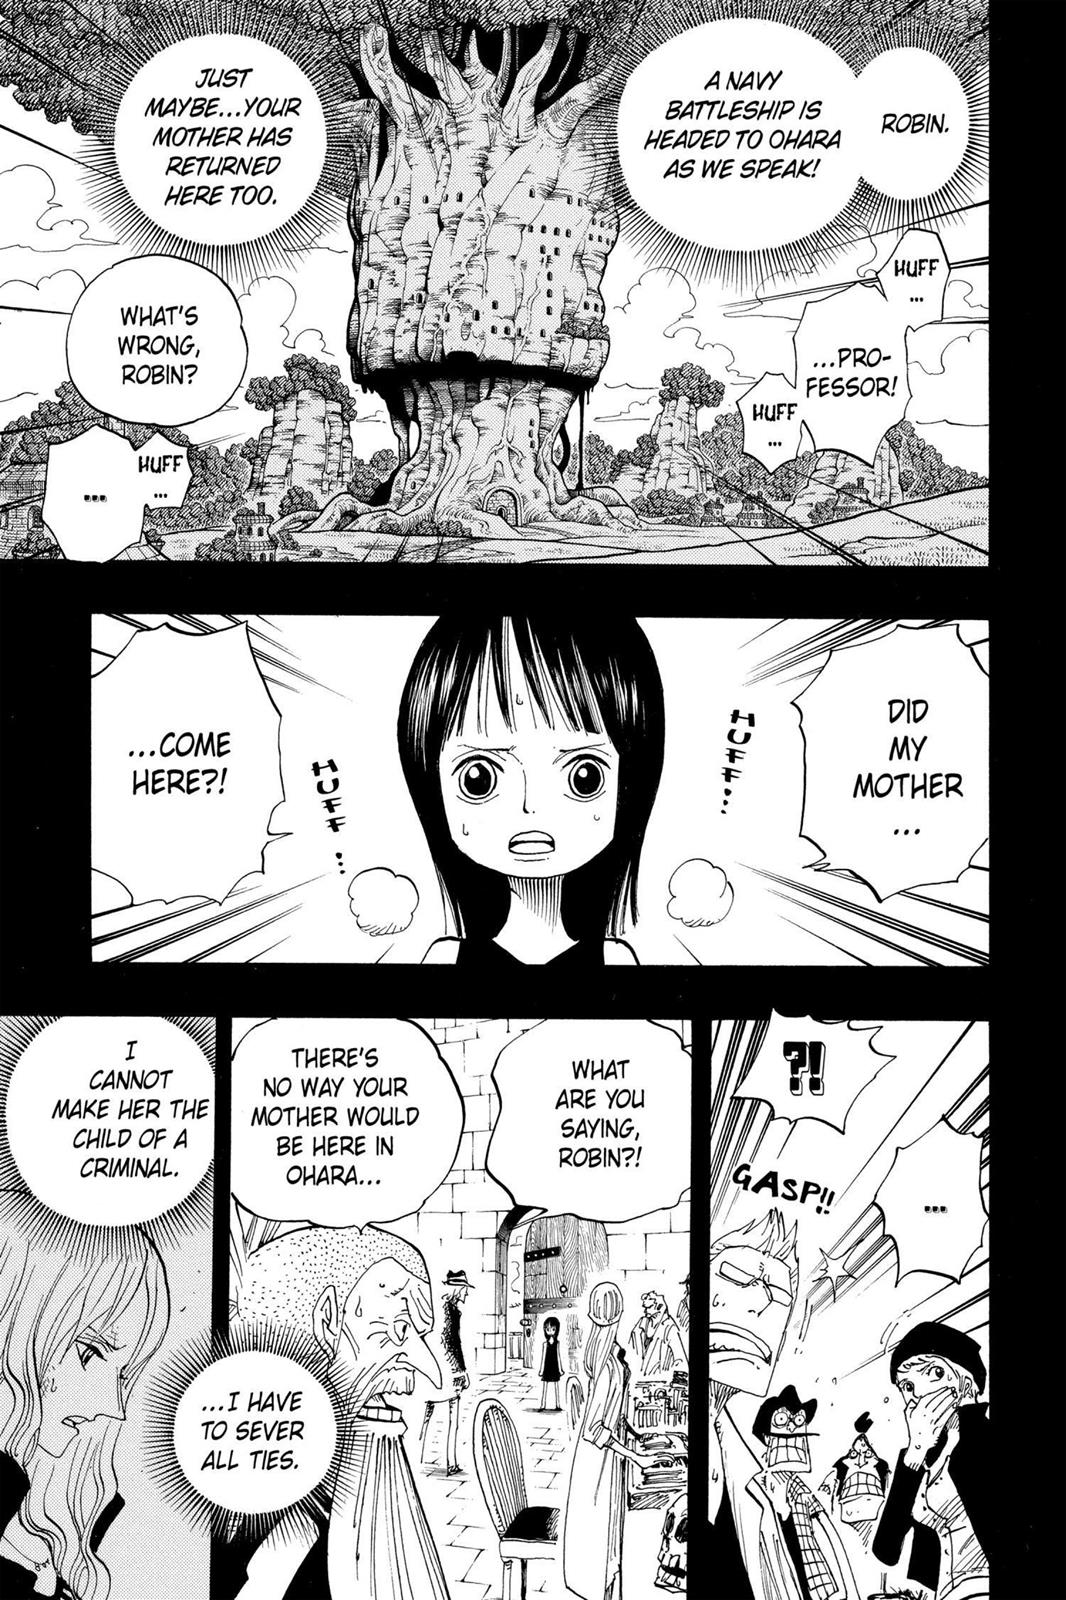 ROBIN.
A NAVY
BATTLESHIP IS
HEADED TO OHARA
AS WE SPEAK!
JUST
MAYBE...YOUR
MOTHER HAS
RETURNED
HERE TOO.
HUFF
...
...PRO-
FESSOR!
HUFF
...
WHAT'S
WRONG,
ROBIN?
HUFF
...
...
DID
MY
MOTHER
...
HUFF...
HUFF...
...COME
HERE?!
?!
...
GASP!!
WHAT
ARE YOU
SAYING,
ROBIN?!
THERE'S
NO WAY YOUR
MOTHER WOULD
BE HERE IN
OHARA...
I
CANNOT
MAKE HER THE
CHILD OF A
CRIMINAL.
...I HAVE
TO SEVER
ALL TIES.